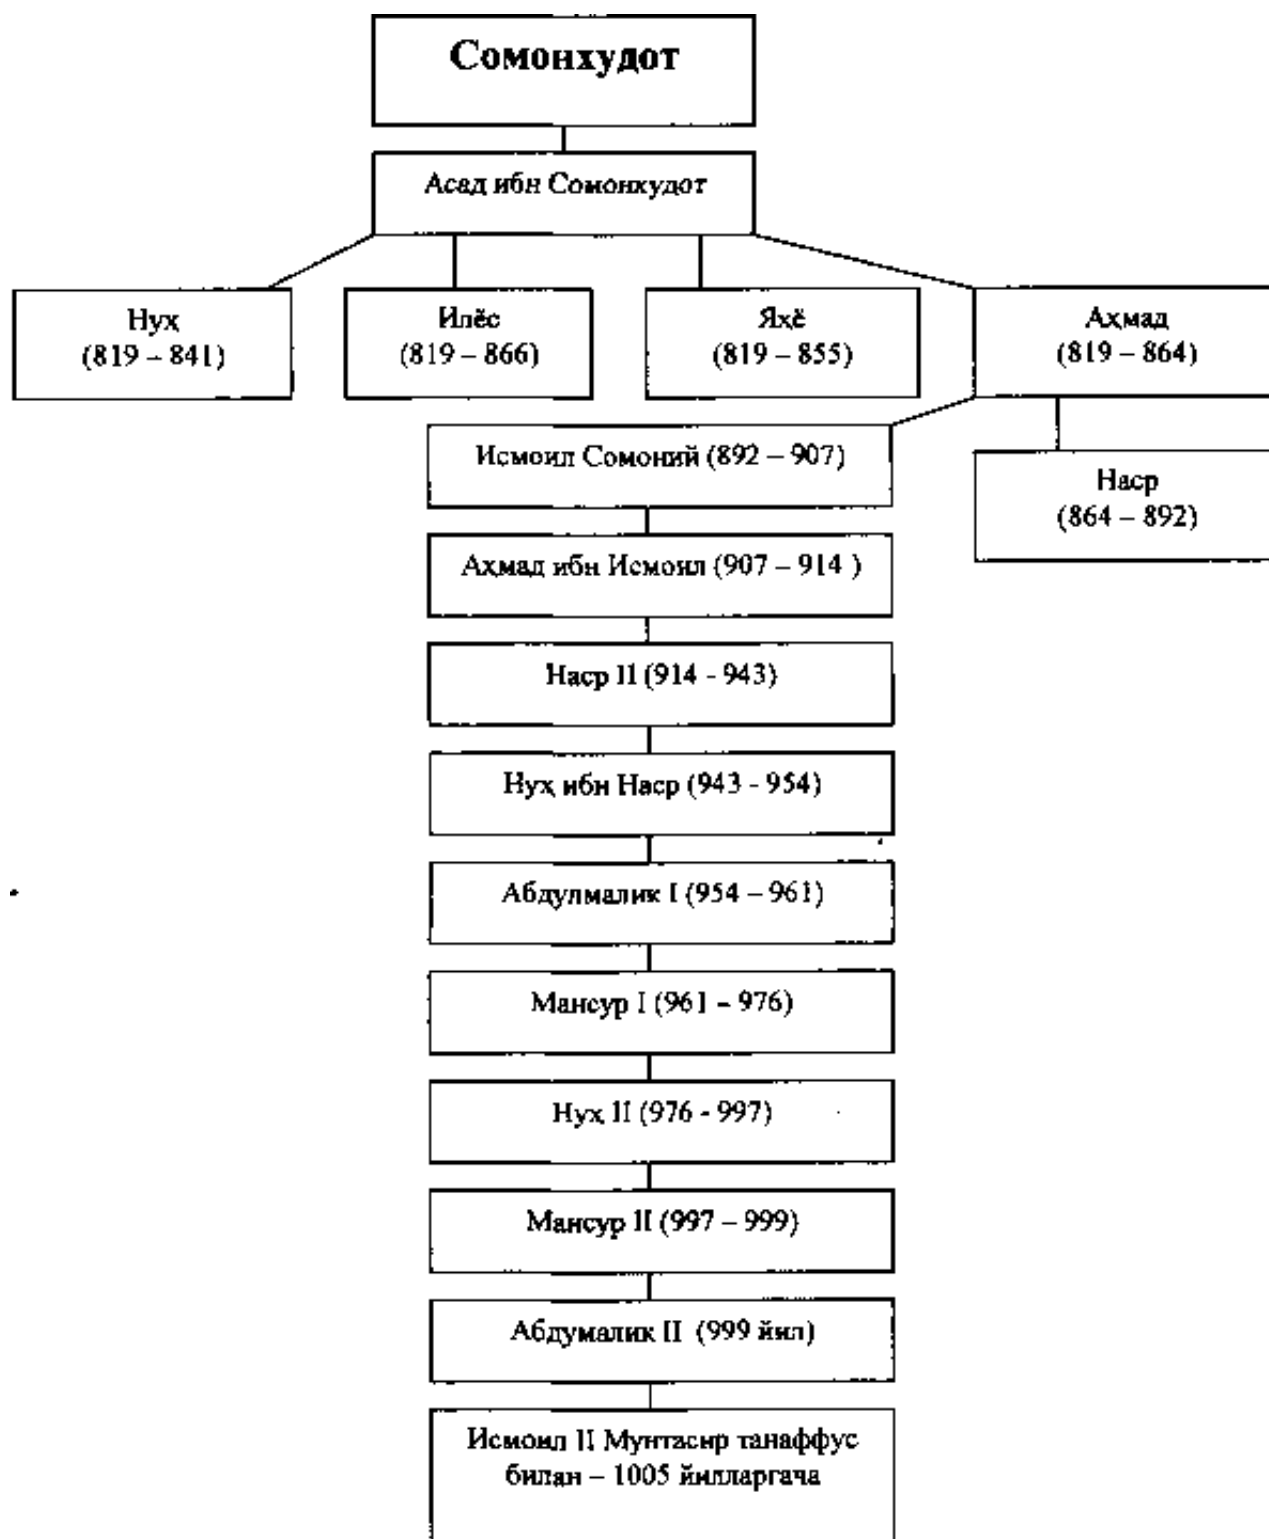 Сомонхудот
Асад ибн Сомонхудот
Нуҳ
(819 – 841)
Илёс
(819 – 866)
Яҳё
(819 – 855)
Аҳмад
(819 – 864)
Исмоил Сомоний (892 – 907)
Наср
(864 – 892)
Аҳмад ибн Исмоил (907 – 914 )
Наср II (914 - 943)
Нуҳ ибн Наср (943 - 954)
Абдулмалик I (954 – 961)
Мансур I (961 – 976)
Нуҳ II (976 - 997)
Мансур II (997 – 999)
Абдумалик II (999 йил)
Исмоил II Мунтасир танаффус
билан – 1005 йилларгача